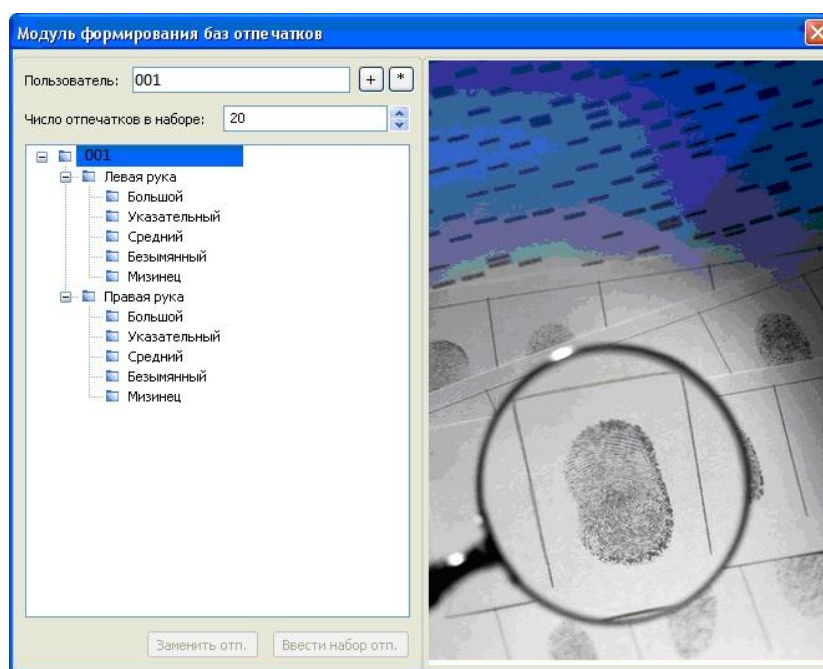 Модуль формирования баз отпечатков
Пользователь: 001 + *
Число отпечатков в наборе: 20
001
Левая рука
Большой
Указательный
Средний
Безымянный
Мизинец
Правая рука
Большой
Указательный
Средний
Безымянный
Мизинец
Заменить отп. Ввести набор отп.